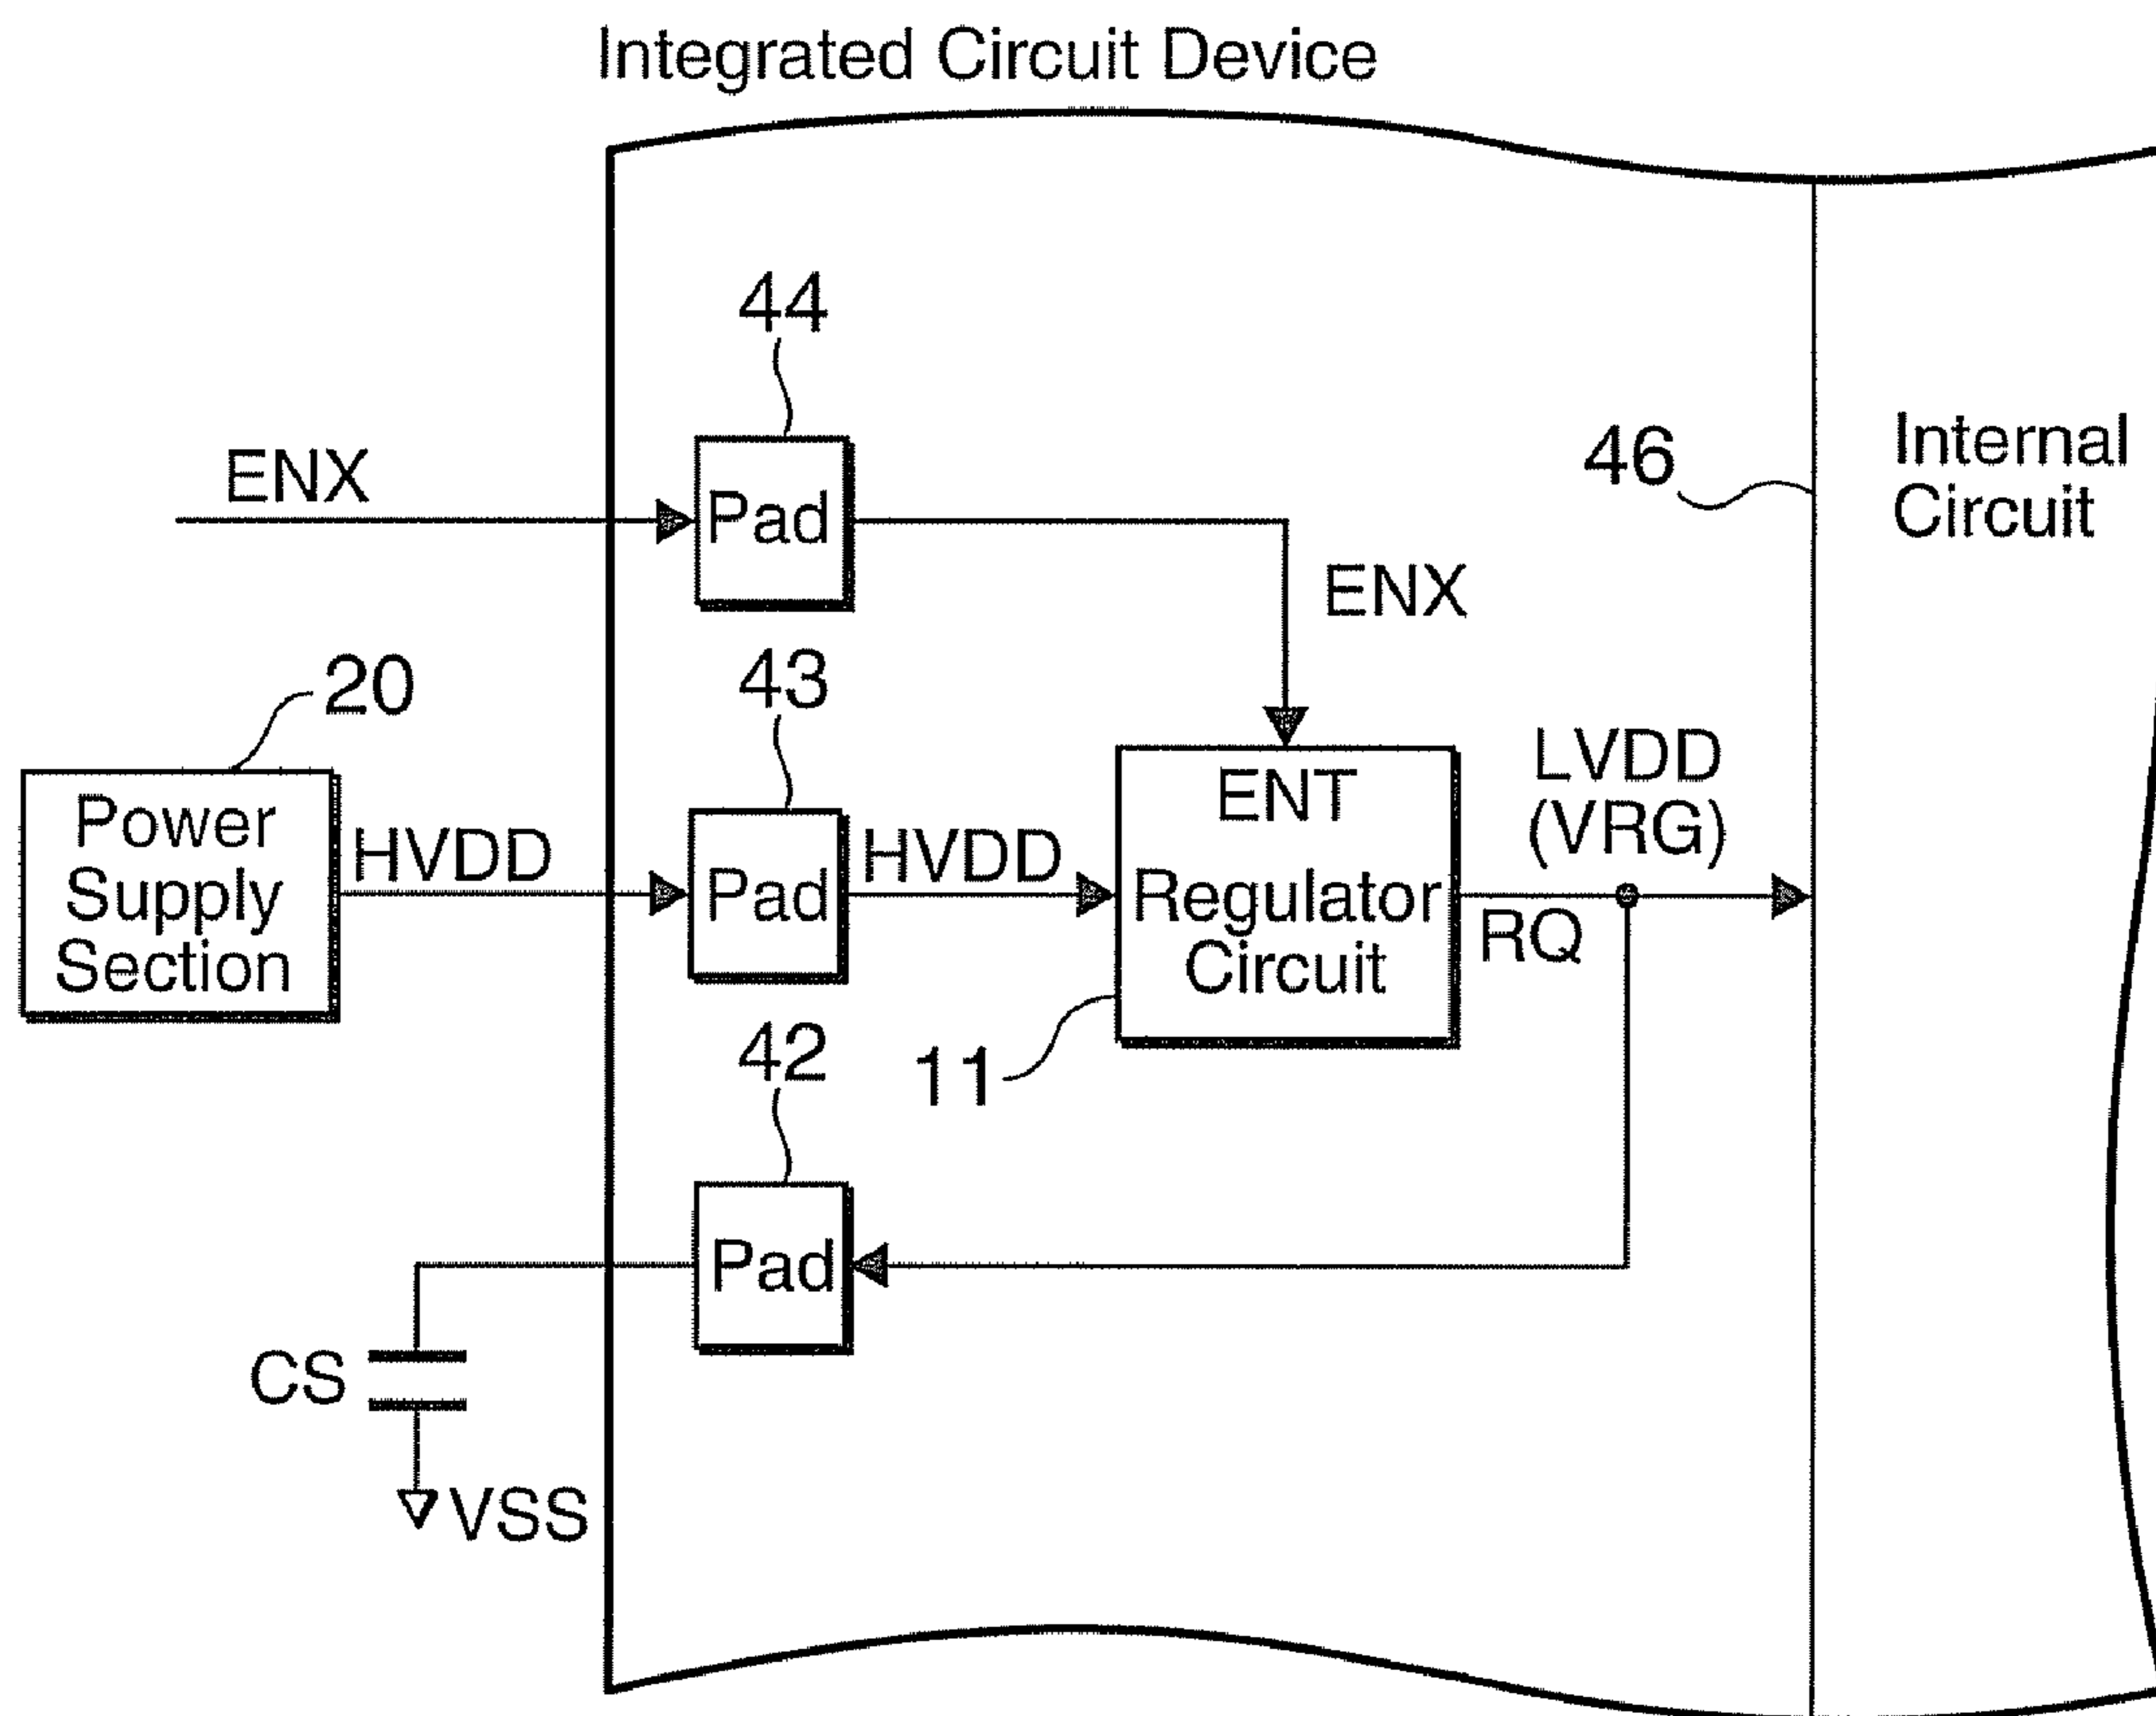 Integrated Circuit Device
44
ENX
Pad
46
Internal
Circuit
ENX
43
20
Power
Supply
Section
HVDD
Pad
HVDD
ENT
Regulator
Circuit
LVDD
(VRG)
RQ
42
11
Pad
CS
VSS